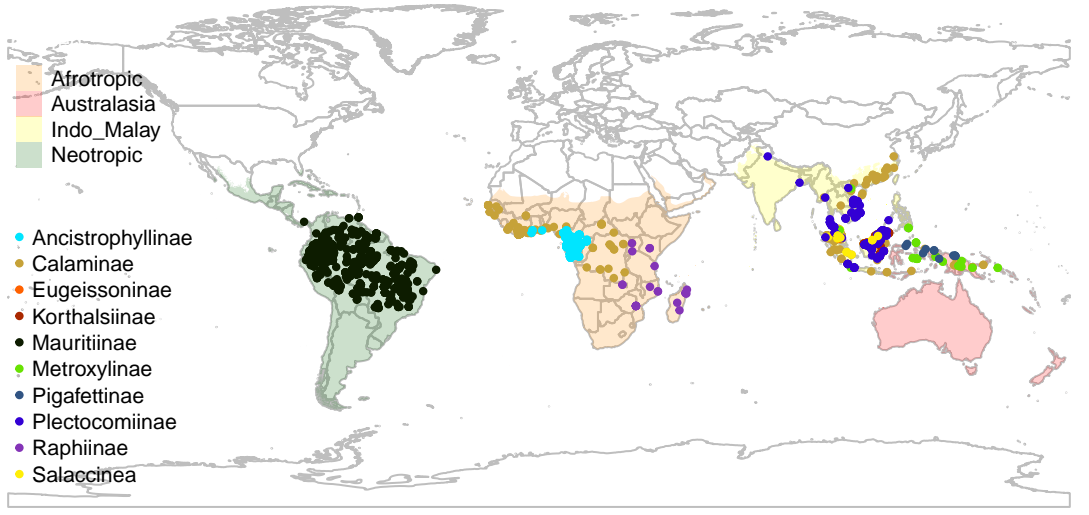 Afrotropic
Australasia
Indo_Malay
Neotropic
Ancistrophyllinae
Calaminae
Eugeissoninae
Korthalsiinae
Mauritiinae
Metroxylinae
Pigafettinae
Plectocomiinae
Raphiinae
Salaccinea